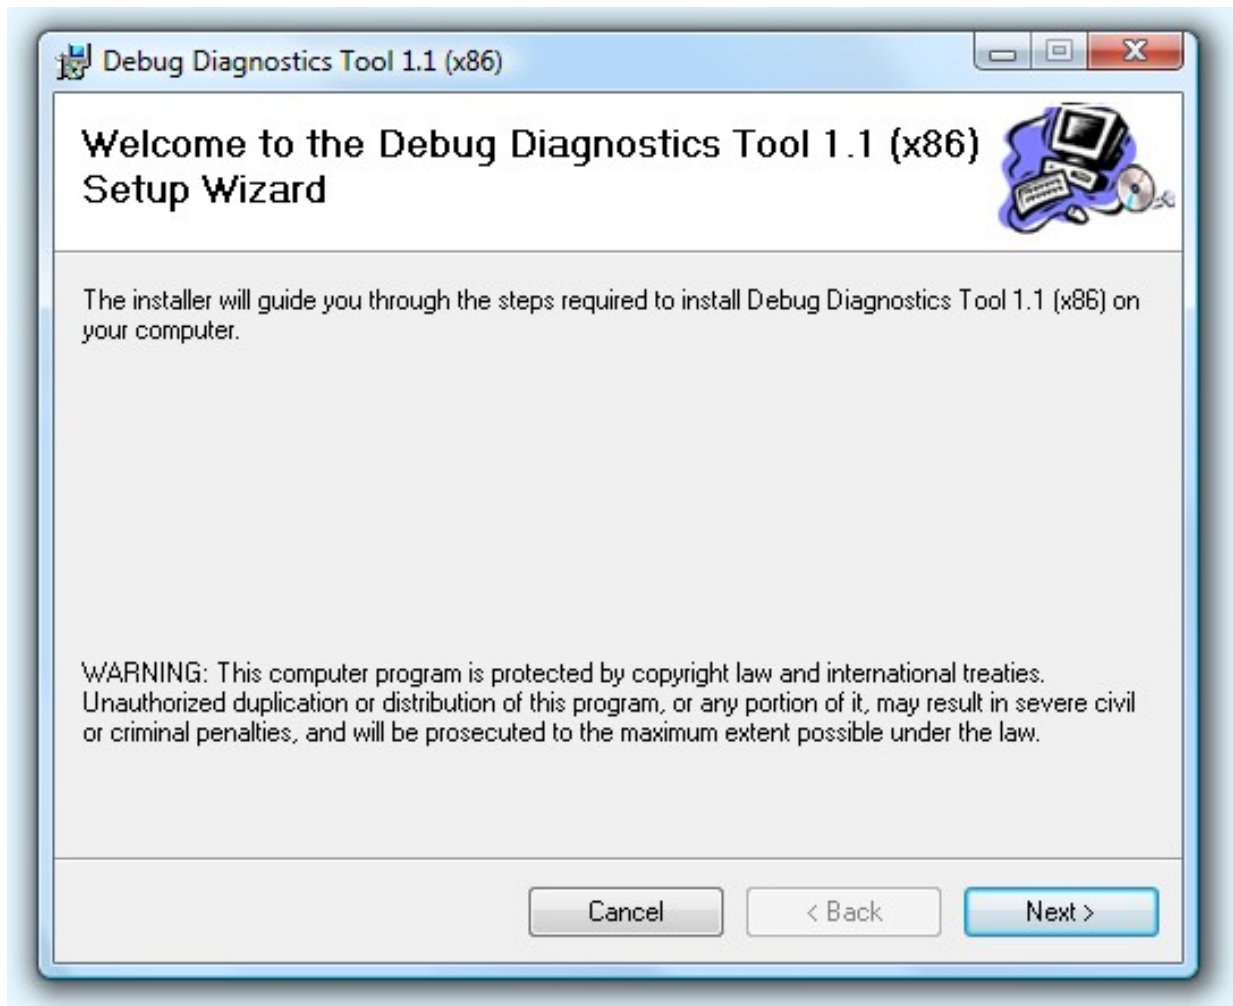 Debug Diagnostics Tool 1.1 (x86)
Welcome to the Debug Diagnostics Tool 1.1 (x86)
Setup Wizard
The installer will guide you through the steps required to install Debug Diagnostics Tool 1.1 (x86) on
your computer.
WARNING: This computer program is protected by copyright law and international treaties.
Unauthorized duplication or distribution of this program, or any portion of it, may result in severe civil
or criminal penalties, and will be prosecuted to the maximum extent possible under the law.
Cancel
< Back
Next >